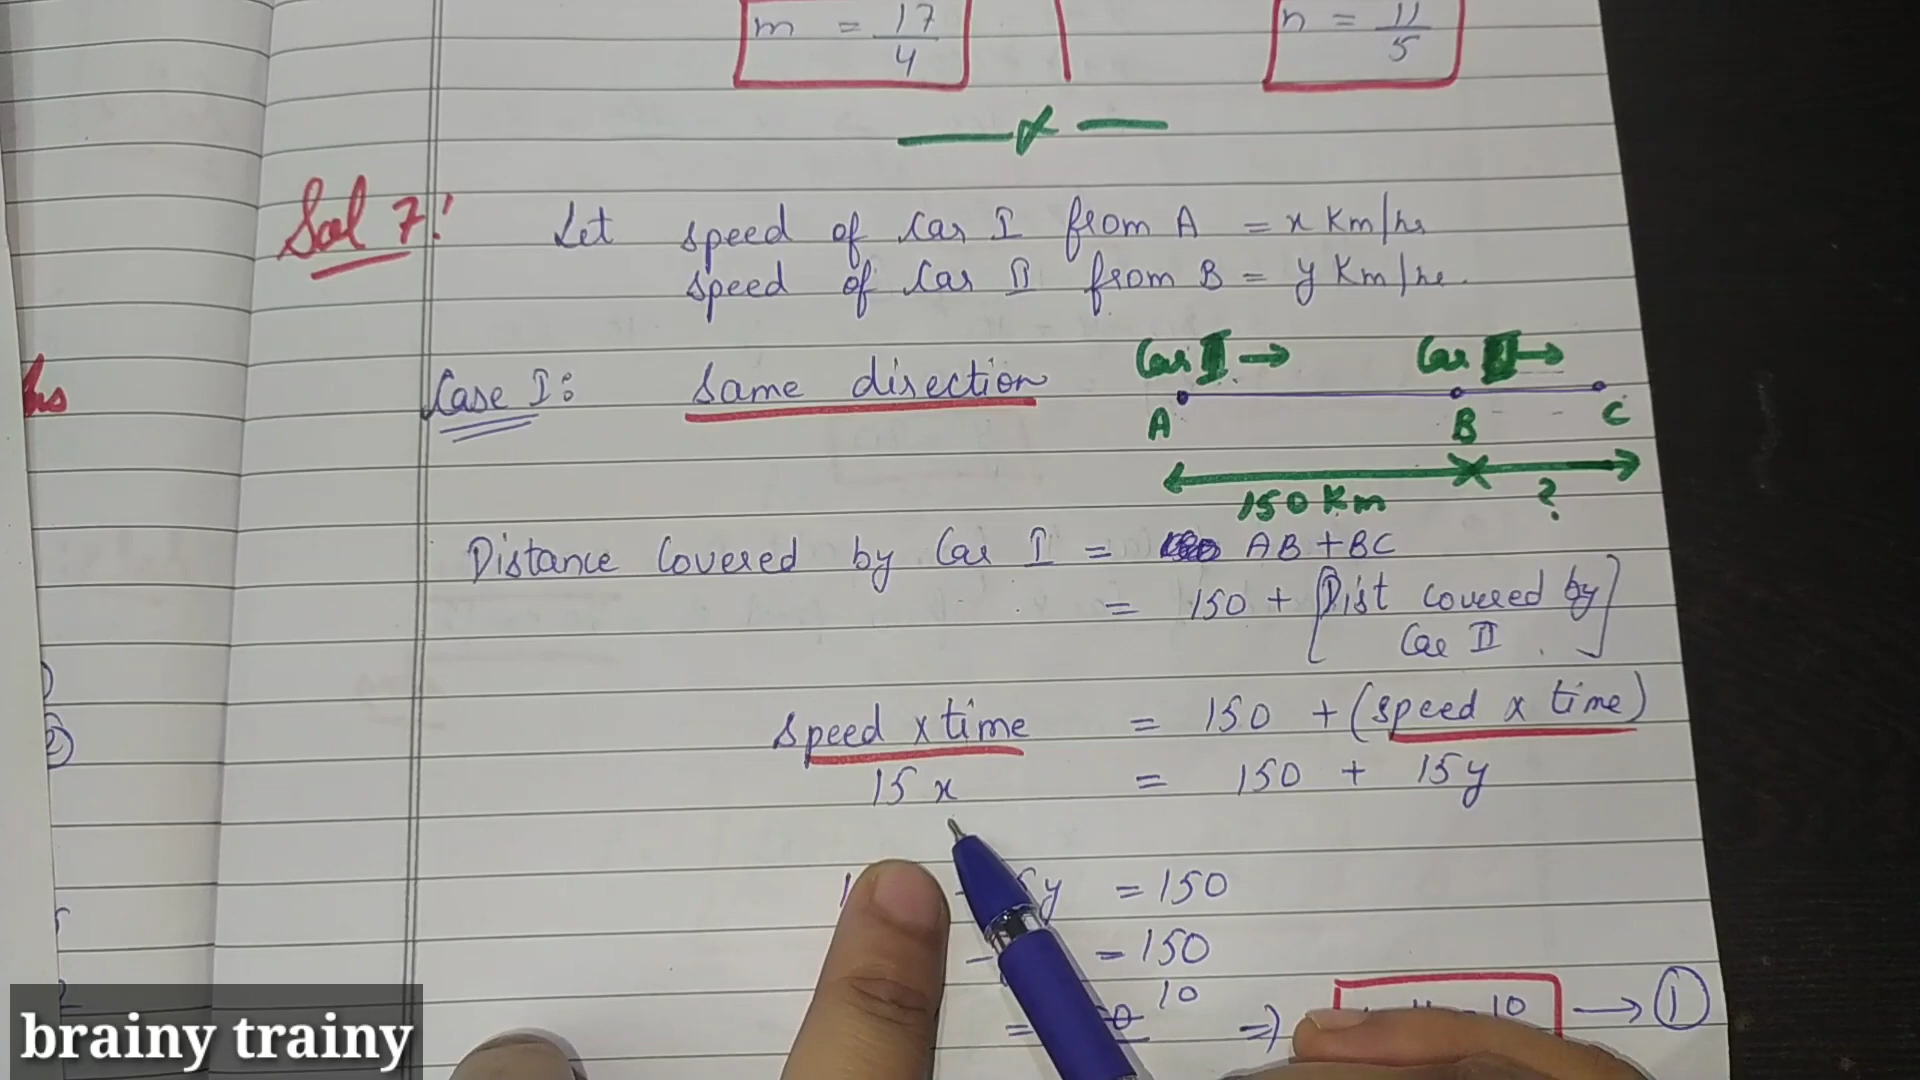 m = 17/4
n = 11/5
Sol 7:
Let speed of Car I from A = x Km/hr
speed of Car II from B = y Km/hr.
Case I: Same direction
Car I → Car II →
A B C
150 Km ?
Distance Covered by Car I = AB + BC
= 150 + [Dist covered by
Car II]
Speed x time = 150 + (speed x time)
15x = 150 + 15y
y = 150
= 150
10
= ⇒ 10 → 1
brainy trainy